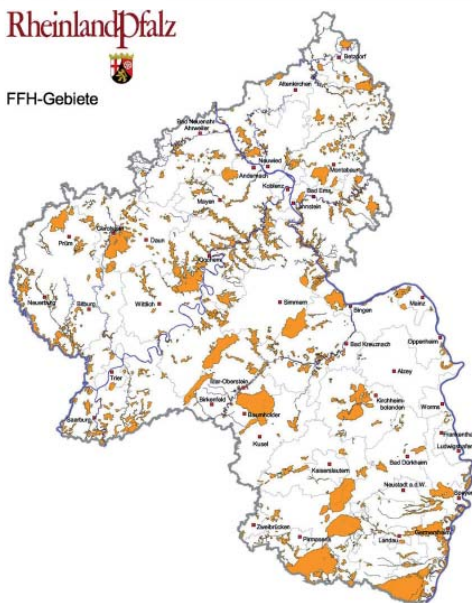 RheinlandPfalz
FFH-Gebiete
Betzdorf
Altenkirchen
Bad Neuenahr-
Ahrweiler
Neuwied
Andernach
Montabaur
Koblenz
Bad Ems
Lahnstein
Mayen
Gerolstein
Daun
Prüm
Cochem
Neuerburg
Bitburg
Wittlich
Simmern
Bingen
Mainz
Oppenheim
Bad Kreuznach
Trier
Idar-Oberstein
Alzey
Birkenfeld
Kirchheim-
bolanden
Worms
Saarburg
Baumholder
Kusel
Frankenthal
Ludwigshafen
Bad Dürkheim
Kaiserslautern
Neustadt a.d.W.
Speyer
Zweibrücken
Germersheim
Pirmasens
Landau